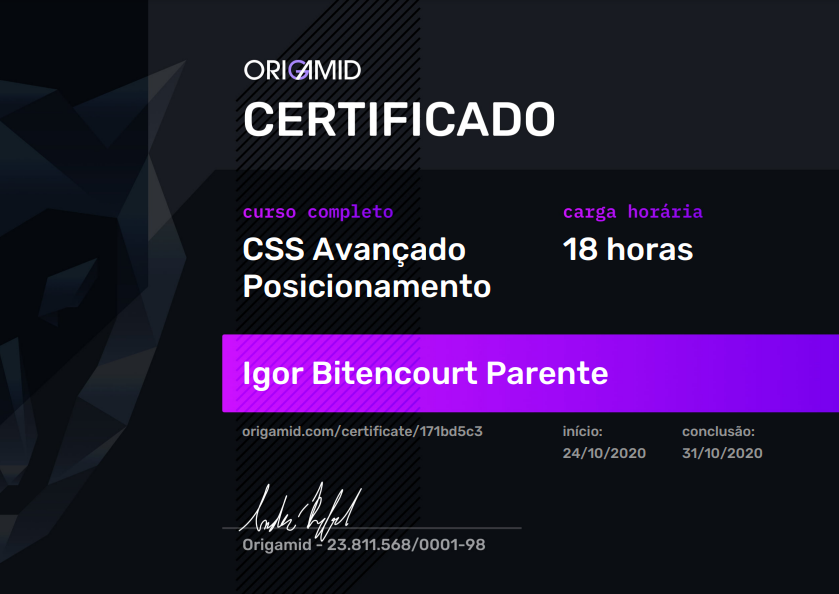 ORIGAMID
CERTIFICADO
curso completo
CSS Avançado
Posicionamento
carga horária
18 horas
Igor Bitencourt Parente
origamid.com/certificate/171bd5c3
início:
24/10/2020
conclusão:
31/10/2020
Origamid - 23.811.568/0001-98